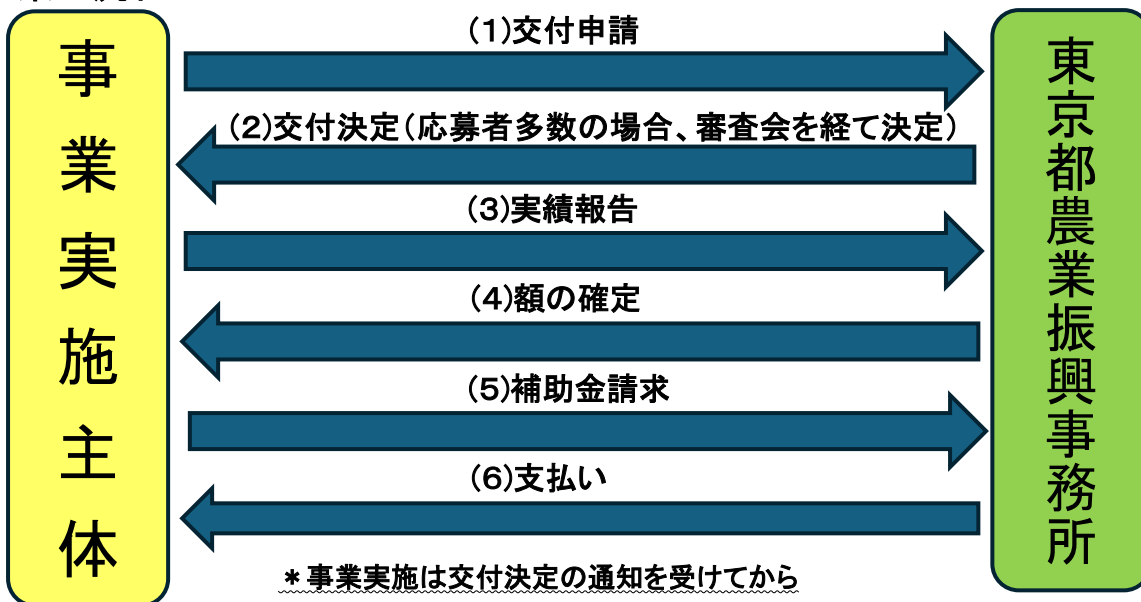 事業実施主体
(1)交付申請
(2)交付決定(応募者多数の場合、審査会を経て決定)
(3)実績報告
(4)額の確定
(5)補助金請求
(6)支払い
*事業実施は交付決定の通知を受けてから
東京都農業振興事務所